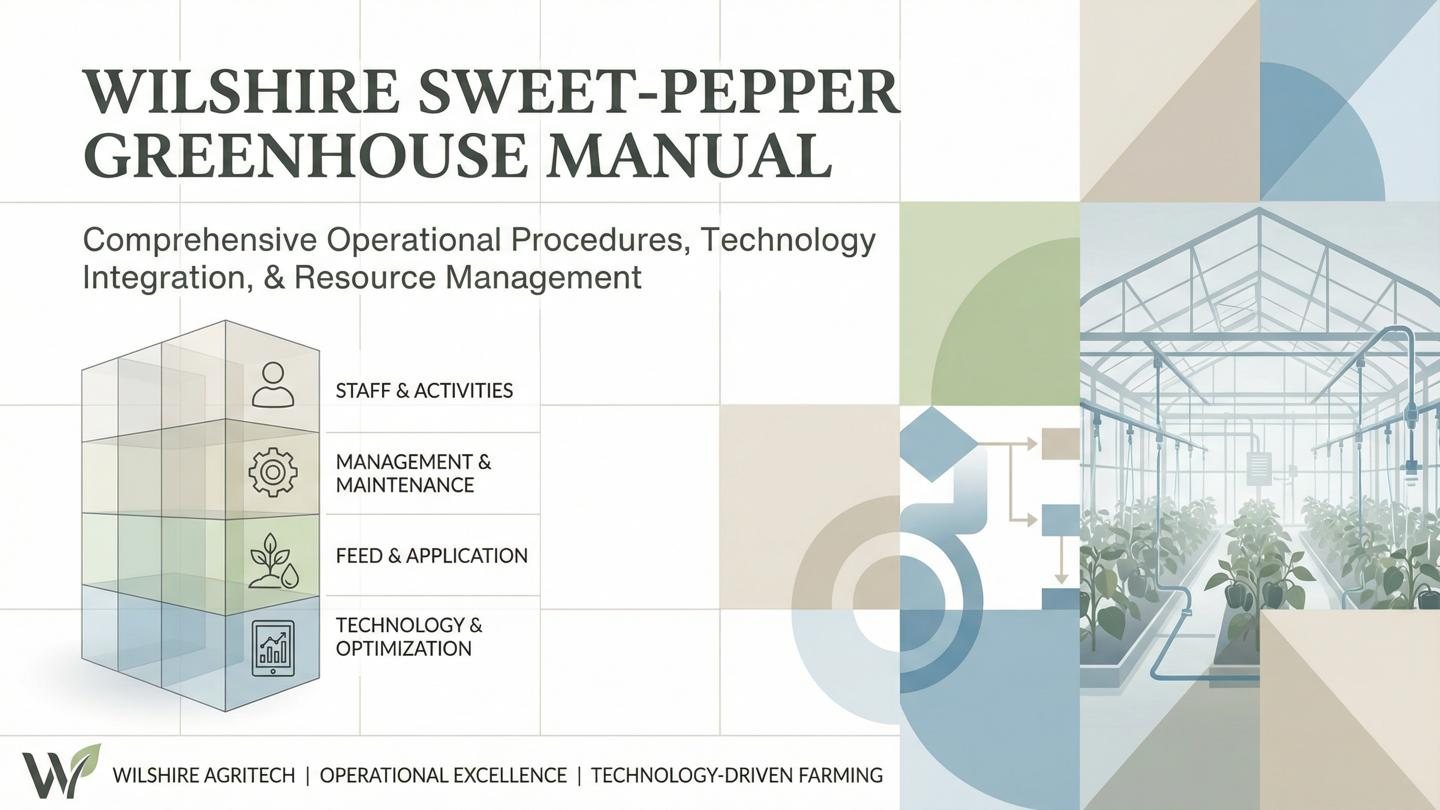 WILSHIRE SWEET-PEPPER
GREENHOUSE MANUAL
Comprehensive Operational Procedures, Technology
Integration, & Resource Management
STAFF & ACTIVITIES
MANAGEMENT &
MAINTENANCE
FEED & APPLICATION
TECHNOLOGY &
OPTIMIZATION
W WILSHIRE AGRITECH | OPERATIONAL EXCELLENCE | TECHNOLOGY-DRIVEN FARMING